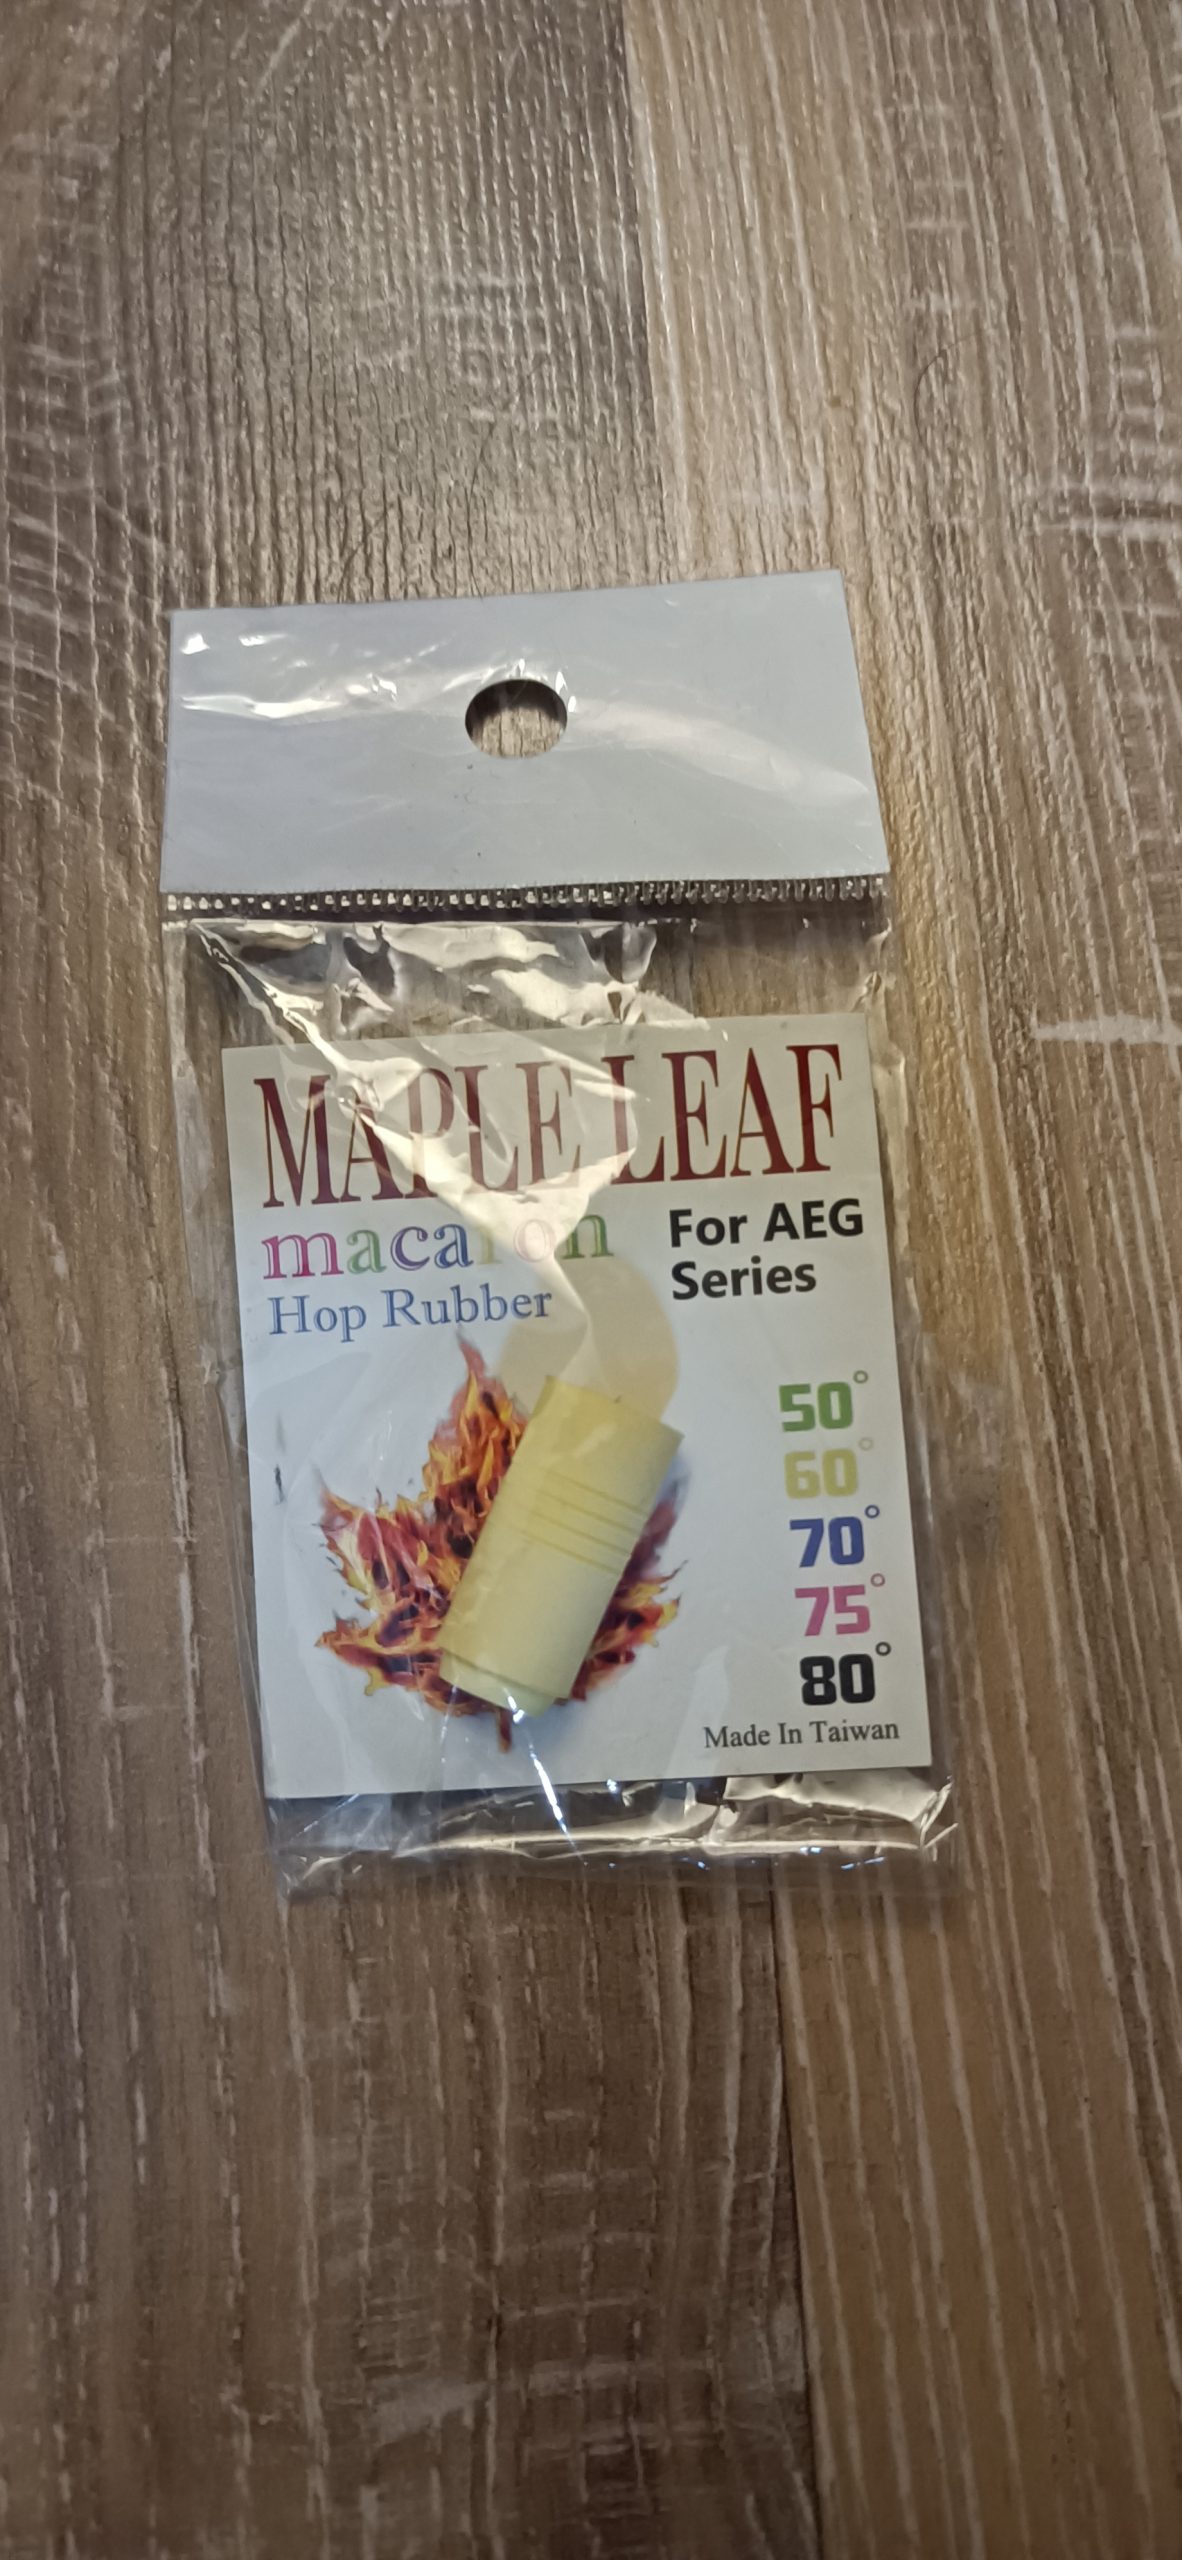 MAPLE LEAF
macaron
Hop Rubber
For AEG
Series
50°
60°
70°
75°
80°
Made In Taiwan